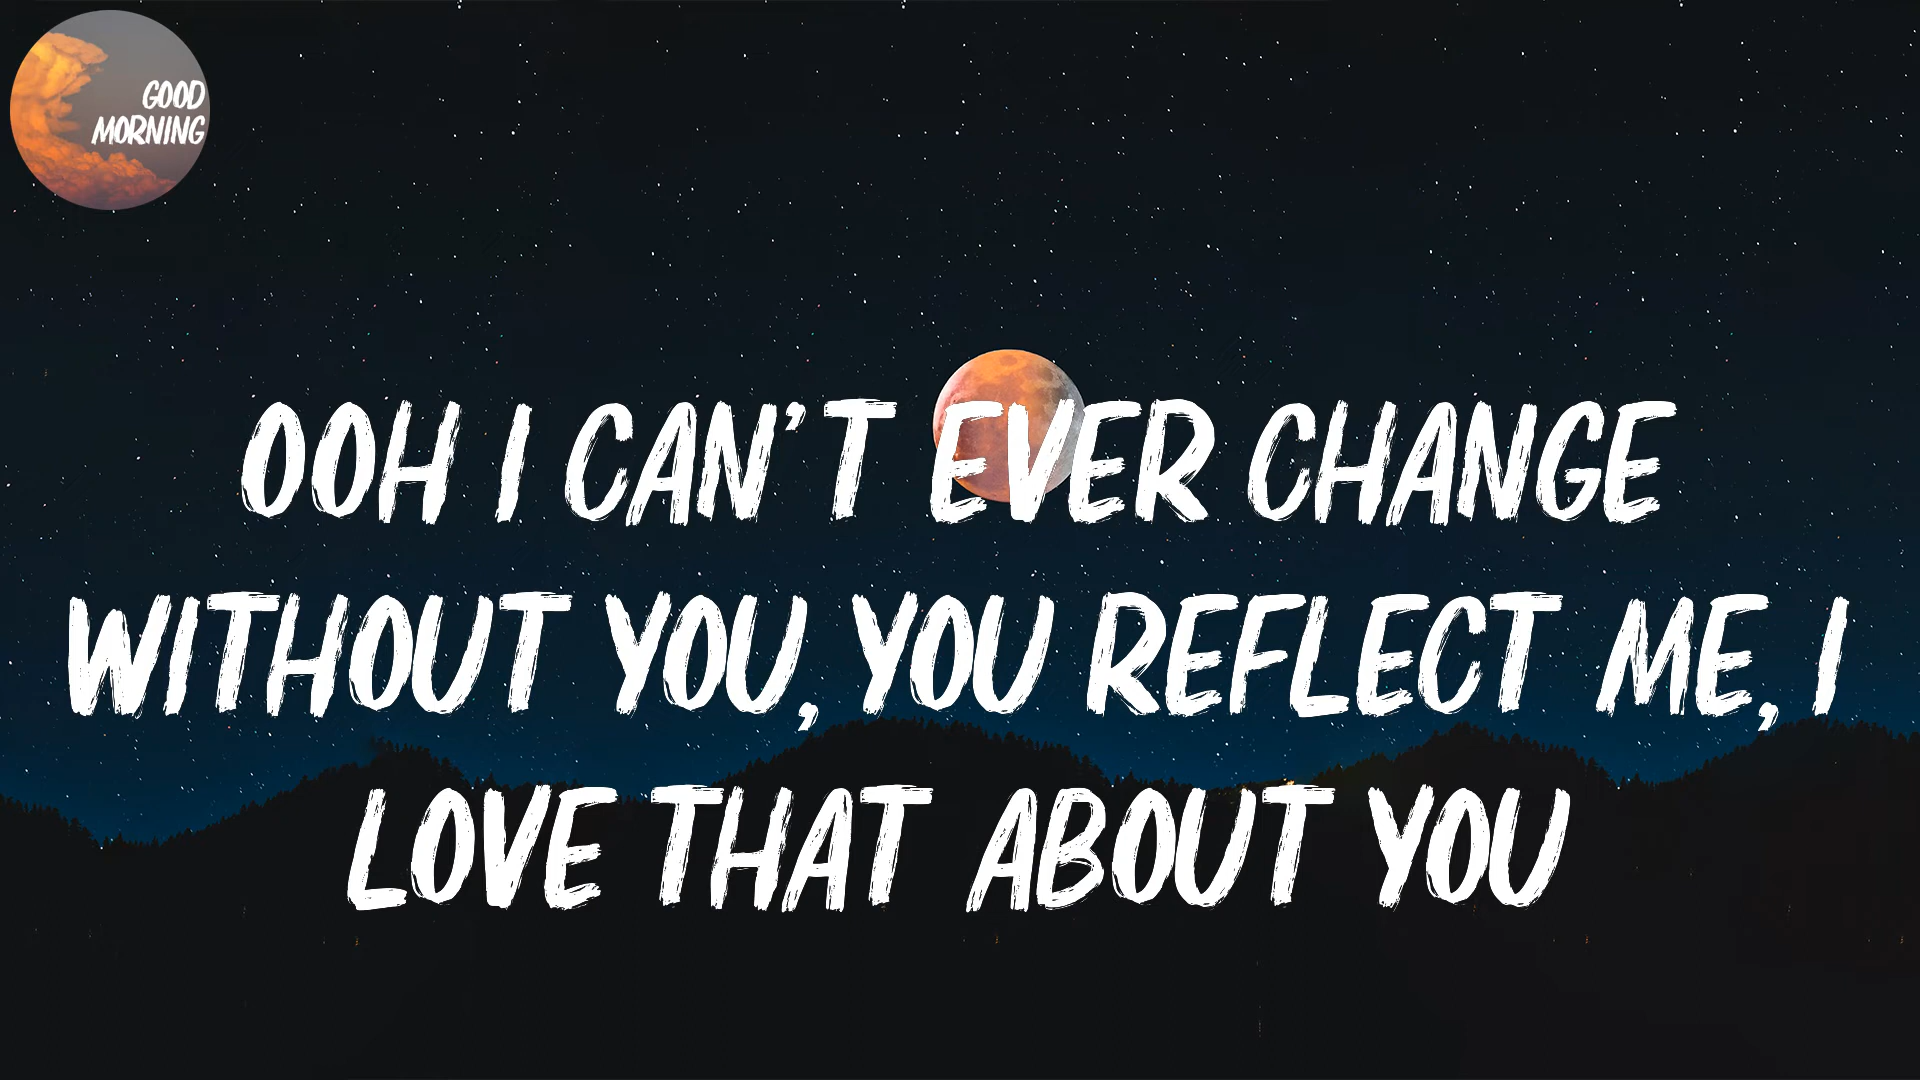 GOOD
MORNING
OOH I CAN'T EVER CHANGE
WITHOUT YOU, YOU REFLECT ME, I
LOVE THAT ABOUT YOU